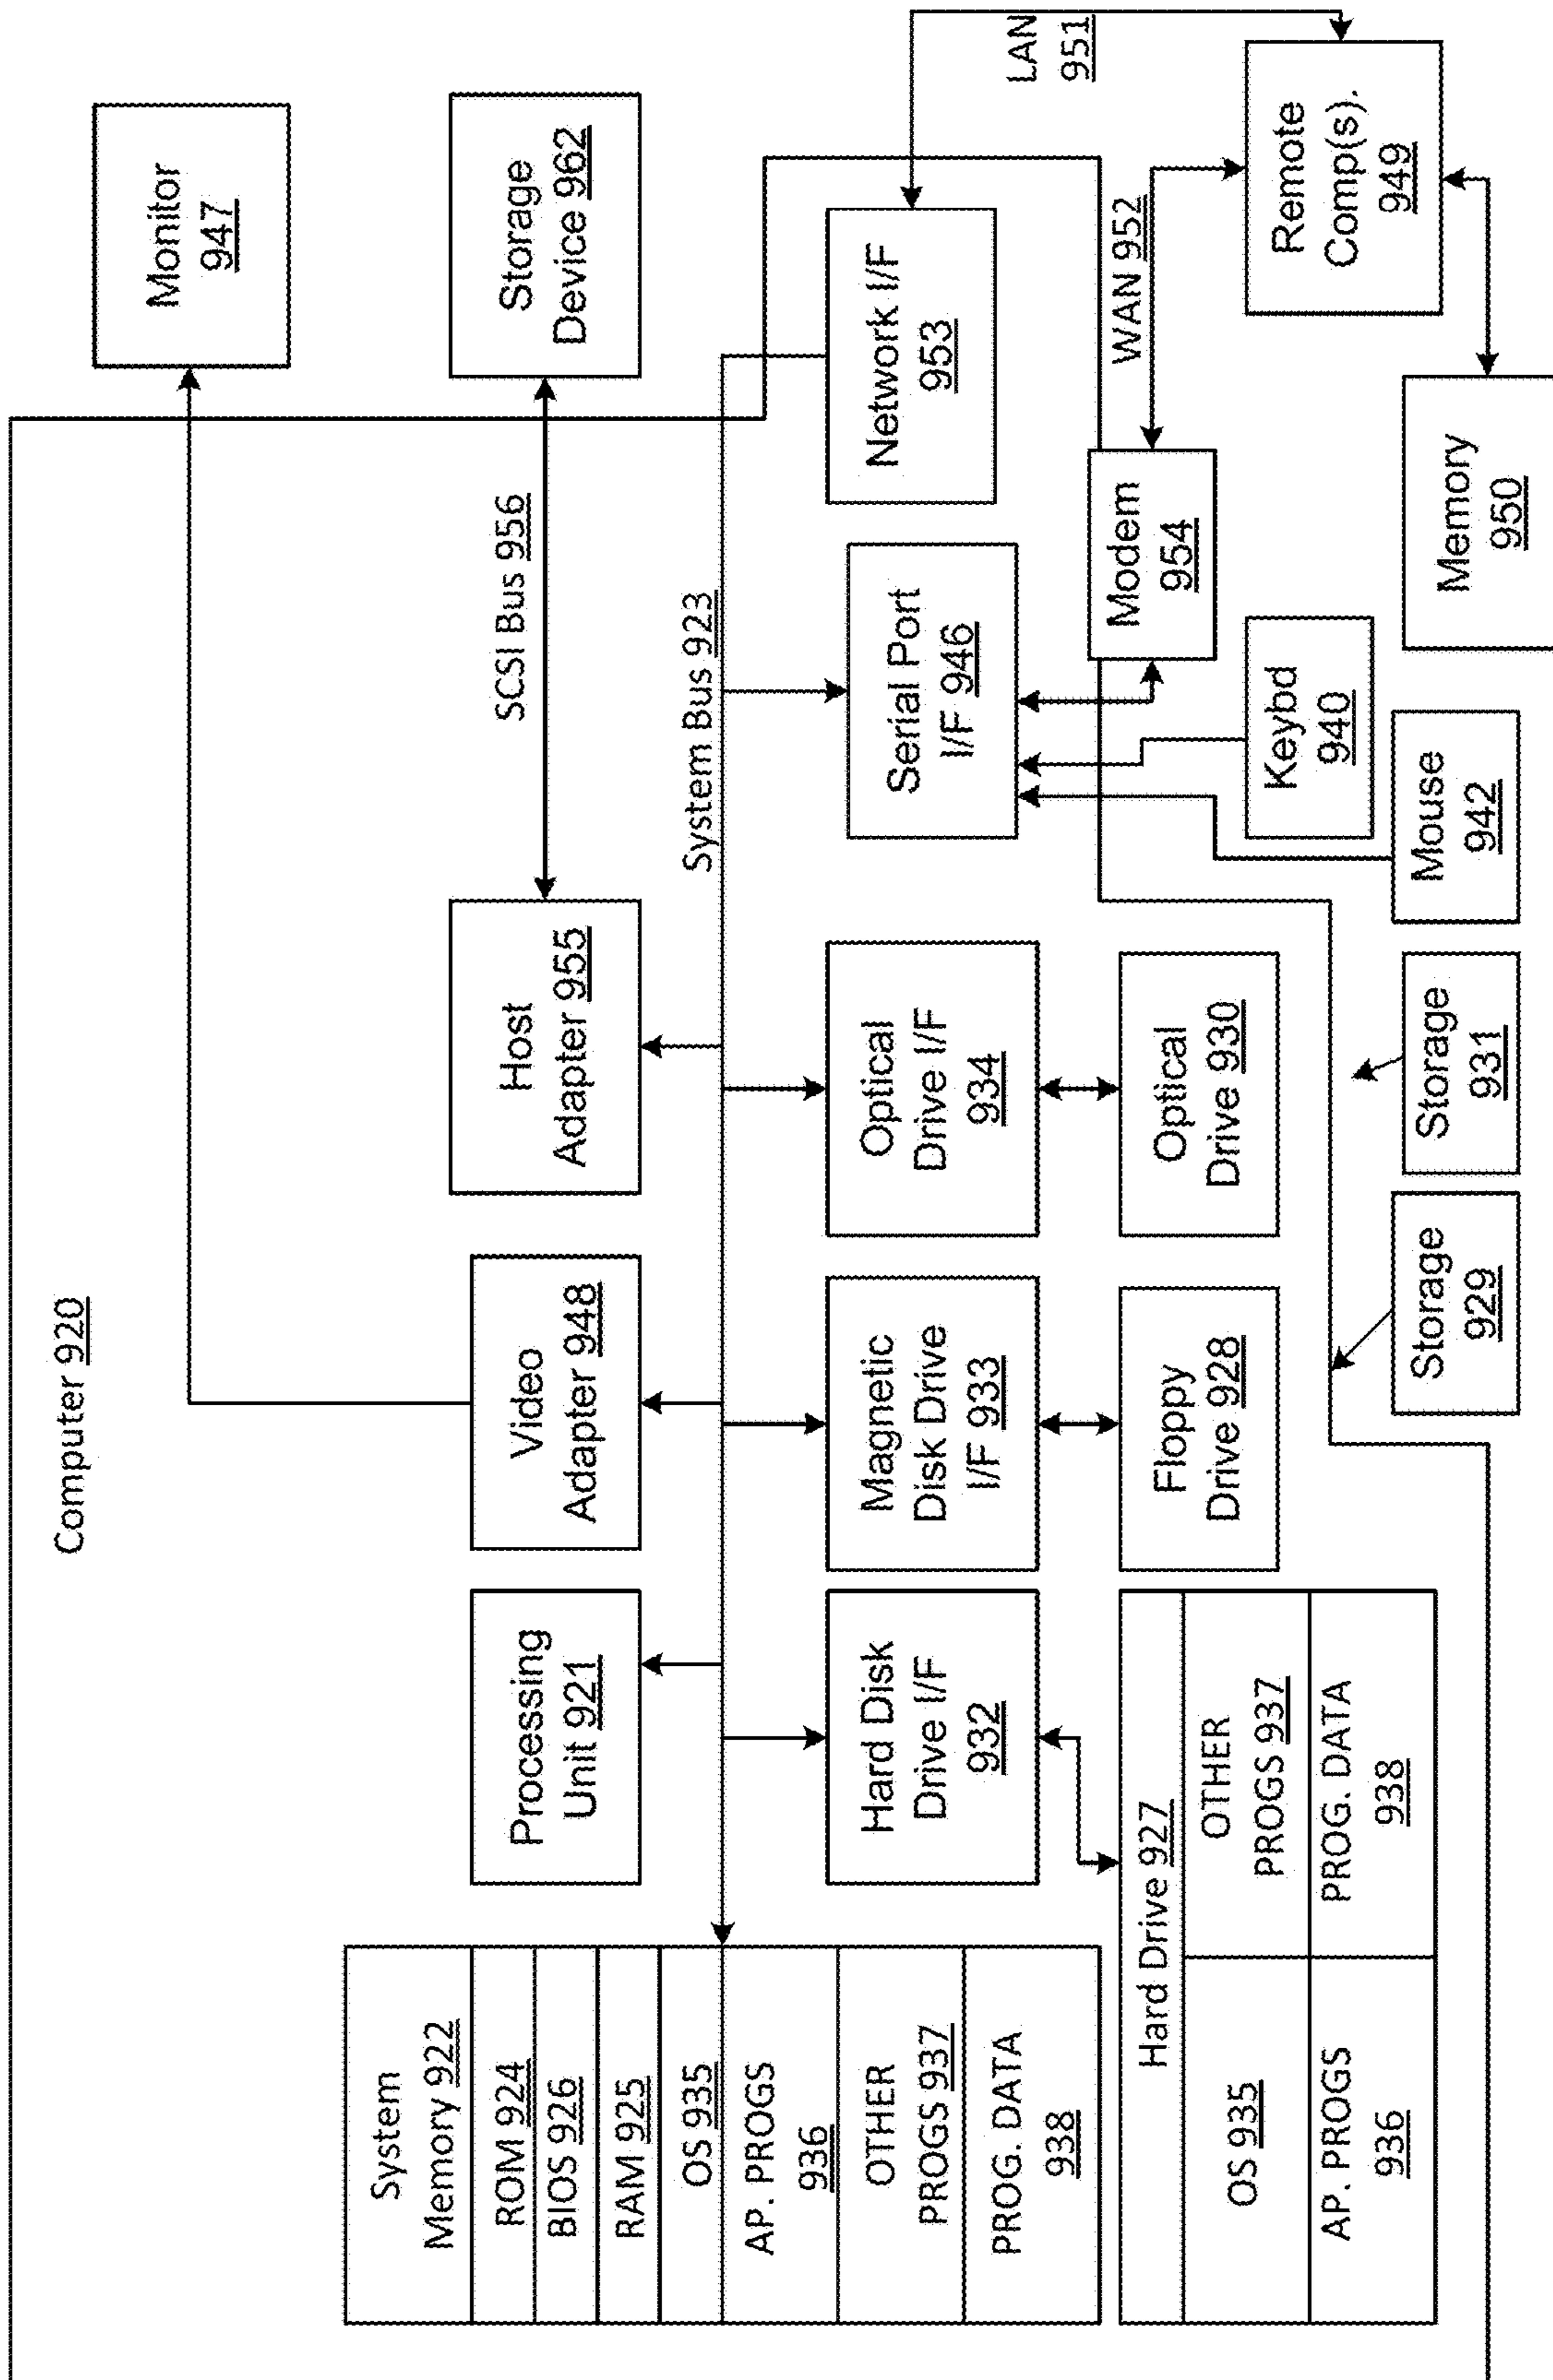 Computer 920
Monitor
947
Processing
Unit 921
Video
Adapter 948
Host
Adapter 955
SCSI Bus 956
Storage
Device 962
System
Memory 922
ROM 924
BIOS 926
RAM 925
OS 935
AP. PROGS
936
OTHER
PROGS 937
PROG. DATA
938
System Bus 923
Hard Disk
Drive I/F
932
Magnetic
Disk Drive
I/F 933
Optical
Drive I/F
934
Serial Port
I/F 946
Network I/F
953
LAN
951
Hard Drive 927
OS 935
OTHER
PROGS 937
AP. PROGS
936
PROG. DATA
938
Floppy
Drive 928
Optical
Drive 930
Modem
954
WAN 952
Keybd
940
Remote
Comp(s).
949
Storage
929
Storage
931
Mouse
942
Memory
950